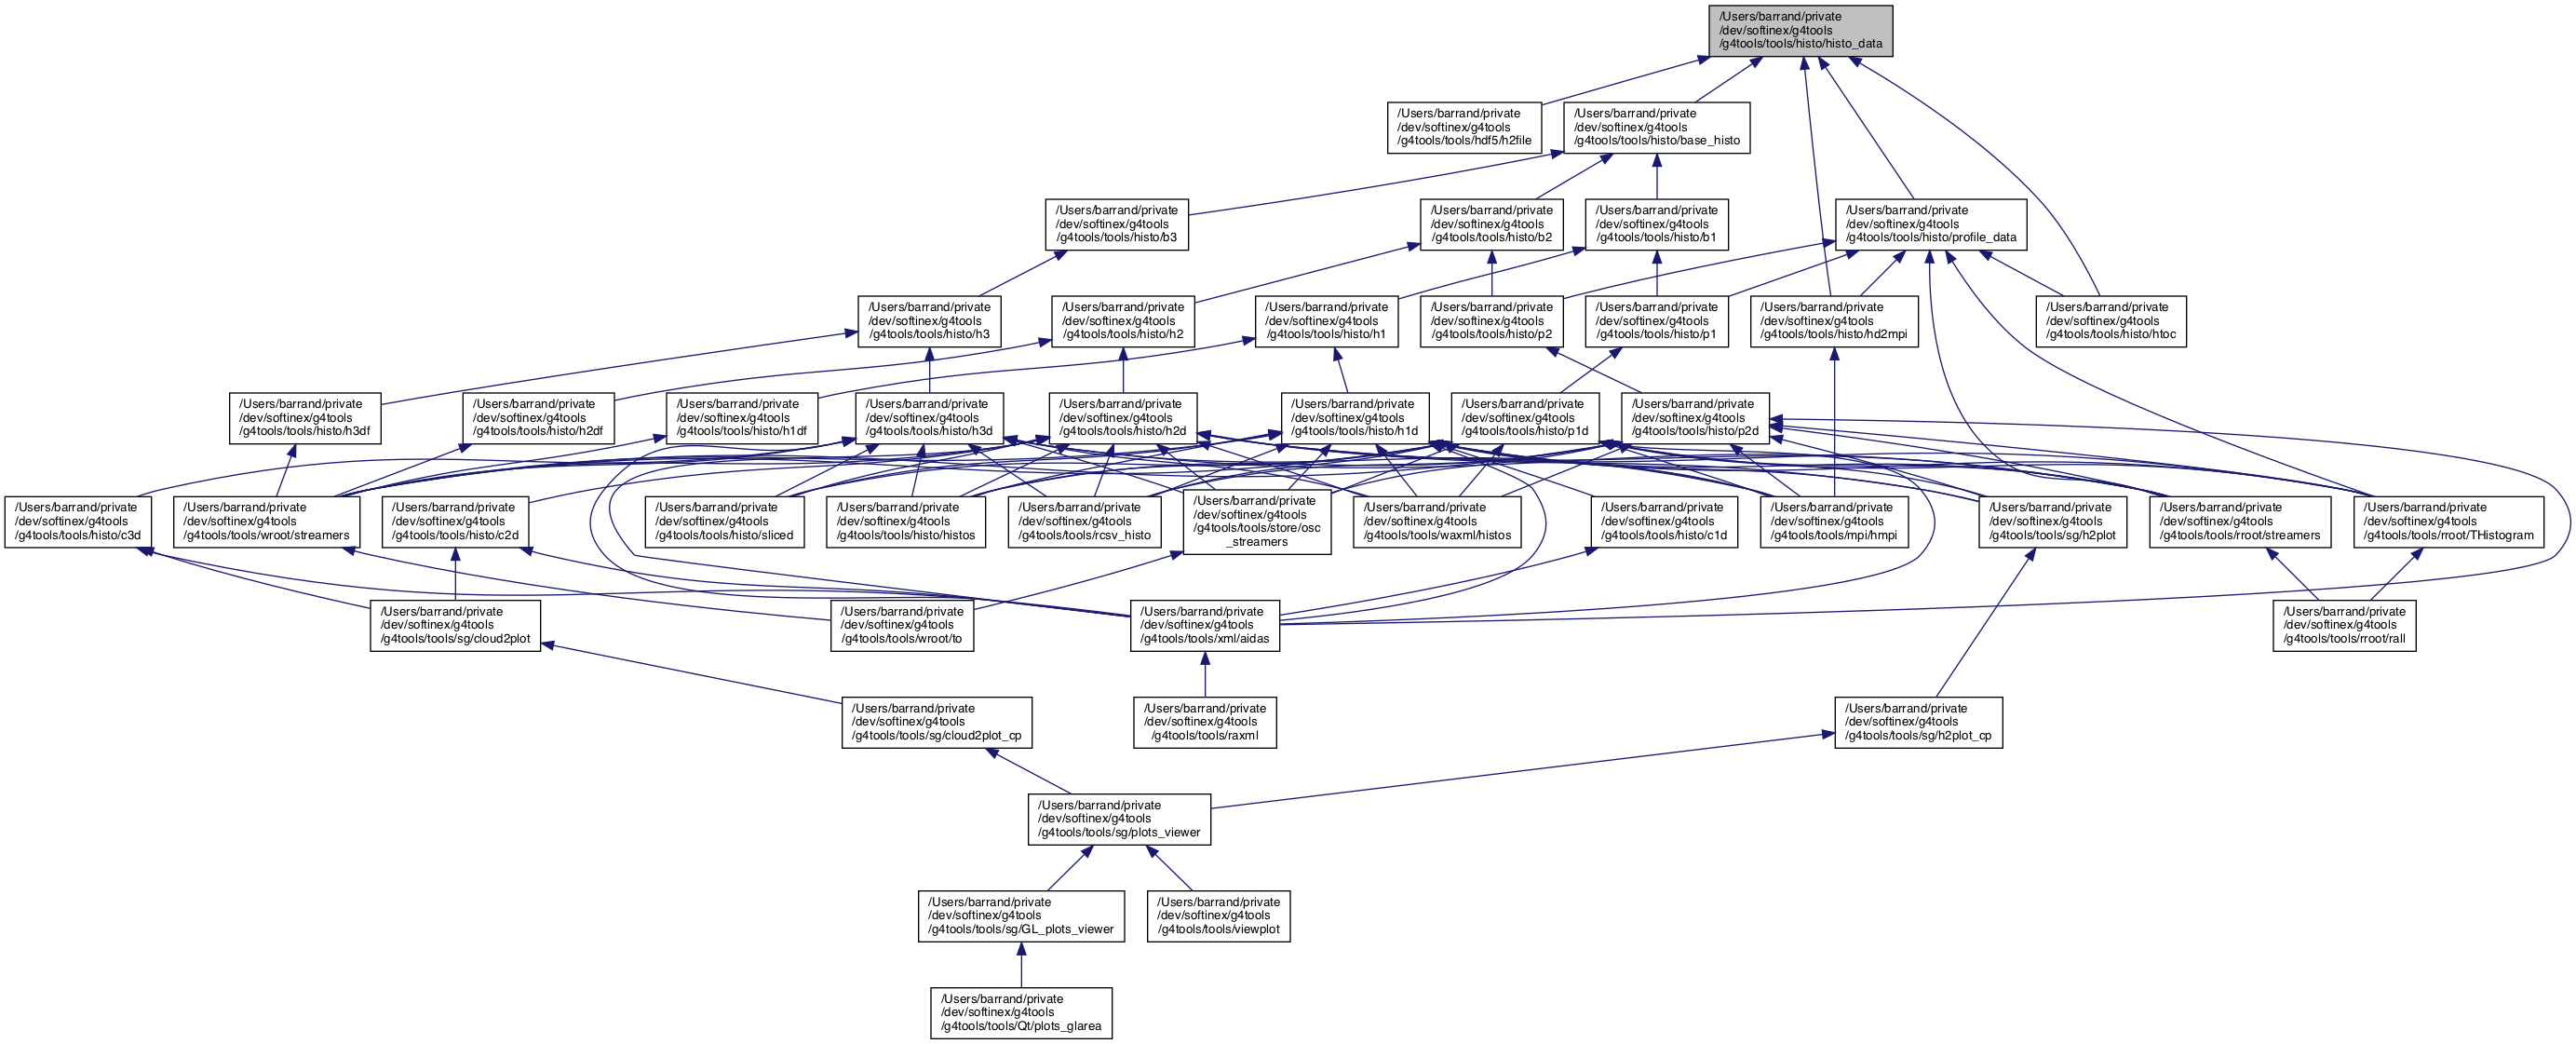 /Users/barrand/private
/dev/softinex/g4tools
/g4tools/tools/histo/histo_data
/Users/barrand/private
/dev/softinex/g4tools
/g4tools/tools/hdf5/h2file
/Users/barrand/private
/dev/softinex/g4tools
/g4tools/tools/histo/base_histo
/Users/barrand/private
/dev/softinex/g4tools
/g4tools/tools/histo/b3
/Users/barrand/private
/dev/softinex/g4tools
/g4tools/tools/histo/b2
/Users/barrand/private
/dev/softinex/g4tools
/g4tools/tools/histo/b1
/Users/barrand/private
/dev/softinex/g4tools
/g4tools/tools/histo/profile_data
/Users/barrand/private
/dev/softinex/g4tools
/g4tools/tools/histo/h3
/Users/barrand/private
/dev/softinex/g4tools
/g4tools/tools/histo/h2
/Users/barrand/private
/dev/softinex/g4tools
/g4tools/tools/histo/h1
/Users/barrand/private
/dev/softinex/g4tools
/g4tools/tools/histo/p2
/Users/barrand/private
/dev/softinex/g4tools
/g4tools/tools/histo/p1
/Users/barrand/private
/dev/softinex/g4tools
/g4tools/tools/histo/hd2mpi
/Users/barrand/private
/dev/softinex/g4tools
/g4tools/tools/histo/htoc
/Users/barrand/private
/dev/softinex/g4tools
/g4tools/tools/histo/h3df
/Users/barrand/private
/dev/softinex/g4tools
/g4tools/tools/histo/h2df
/Users/barrand/private
/dev/softinex/g4tools
/g4tools/tools/histo/h1df
/Users/barrand/private
/dev/softinex/g4tools
/g4tools/tools/histo/h3d
/Users/barrand/private
/dev/softinex/g4tools
/g4tools/tools/histo/h2d
/Users/barrand/private
/dev/softinex/g4tools
/g4tools/tools/histo/h1d
/Users/barrand/private
/dev/softinex/g4tools
/g4tools/tools/histo/p1d
/Users/barrand/private
/dev/softinex/g4tools
/g4tools/tools/histo/p2d
/Users/barrand/private
/dev/softinex/g4tools
/g4tools/tools/histo/c3d
/Users/barrand/private
/dev/softinex/g4tools
/g4tools/tools/wroot/streamers
/Users/barrand/private
/dev/softinex/g4tools
/g4tools/tools/histo/c2d
/Users/barrand/private
/dev/softinex/g4tools
/g4tools/tools/histo/sliced
/Users/barrand/private
/dev/softinex/g4tools
/g4tools/tools/histo/histos
/Users/barrand/private
/dev/softinex/g4tools
/g4tools/tools/rcsv_histo
/Users/barrand/private
/dev/softinex/g4tools
/g4tools/tools/store/osc
_streamers
/Users/barrand/private
/dev/softinex/g4tools
/g4tools/tools/waxml/histos
/Users/barrand/private
/dev/softinex/g4tools
/g4tools/tools/histo/c1d
/Users/barrand/private
/dev/softinex/g4tools
/g4tools/tools/mpi/hmpi
/Users/barrand/private
/dev/softinex/g4tools
/g4tools/tools/sg/h2plot
/Users/barrand/private
/dev/softinex/g4tools
/g4tools/tools/rroot/streamers
/Users/barrand/private
/dev/softinex/g4tools
/g4tools/tools/rroot/THistogram
/Users/barrand/private
/dev/softinex/g4tools
/g4tools/tools/sg/cloud2plot
/Users/barrand/private
/dev/softinex/g4tools
/g4tools/tools/wroot/to
/Users/barrand/private
/dev/softinex/g4tools
/g4tools/tools/xml/aidas
/Users/barrand/private
/dev/softinex/g4tools
/g4tools/tools/rroot/rall
/Users/barrand/private
/dev/softinex/g4tools
/g4tools/tools/sg/cloud2plot_cp
/Users/barrand/private
/dev/softinex/g4tools
/g4tools/tools/raxml
/Users/barrand/private
/dev/softinex/g4tools
/g4tools/tools/sg/h2plot_cp
/Users/barrand/private
/dev/softinex/g4tools
/g4tools/tools/sg/plots_viewer
/Users/barrand/private
/dev/softinex/g4tools
/g4tools/tools/sg/GL_plots_viewer
/Users/barrand/private
/dev/softinex/g4tools
/g4tools/tools/viewplot
/Users/barrand/private
/dev/softinex/g4tools
/g4tools/tools/Qt/plots_glarea